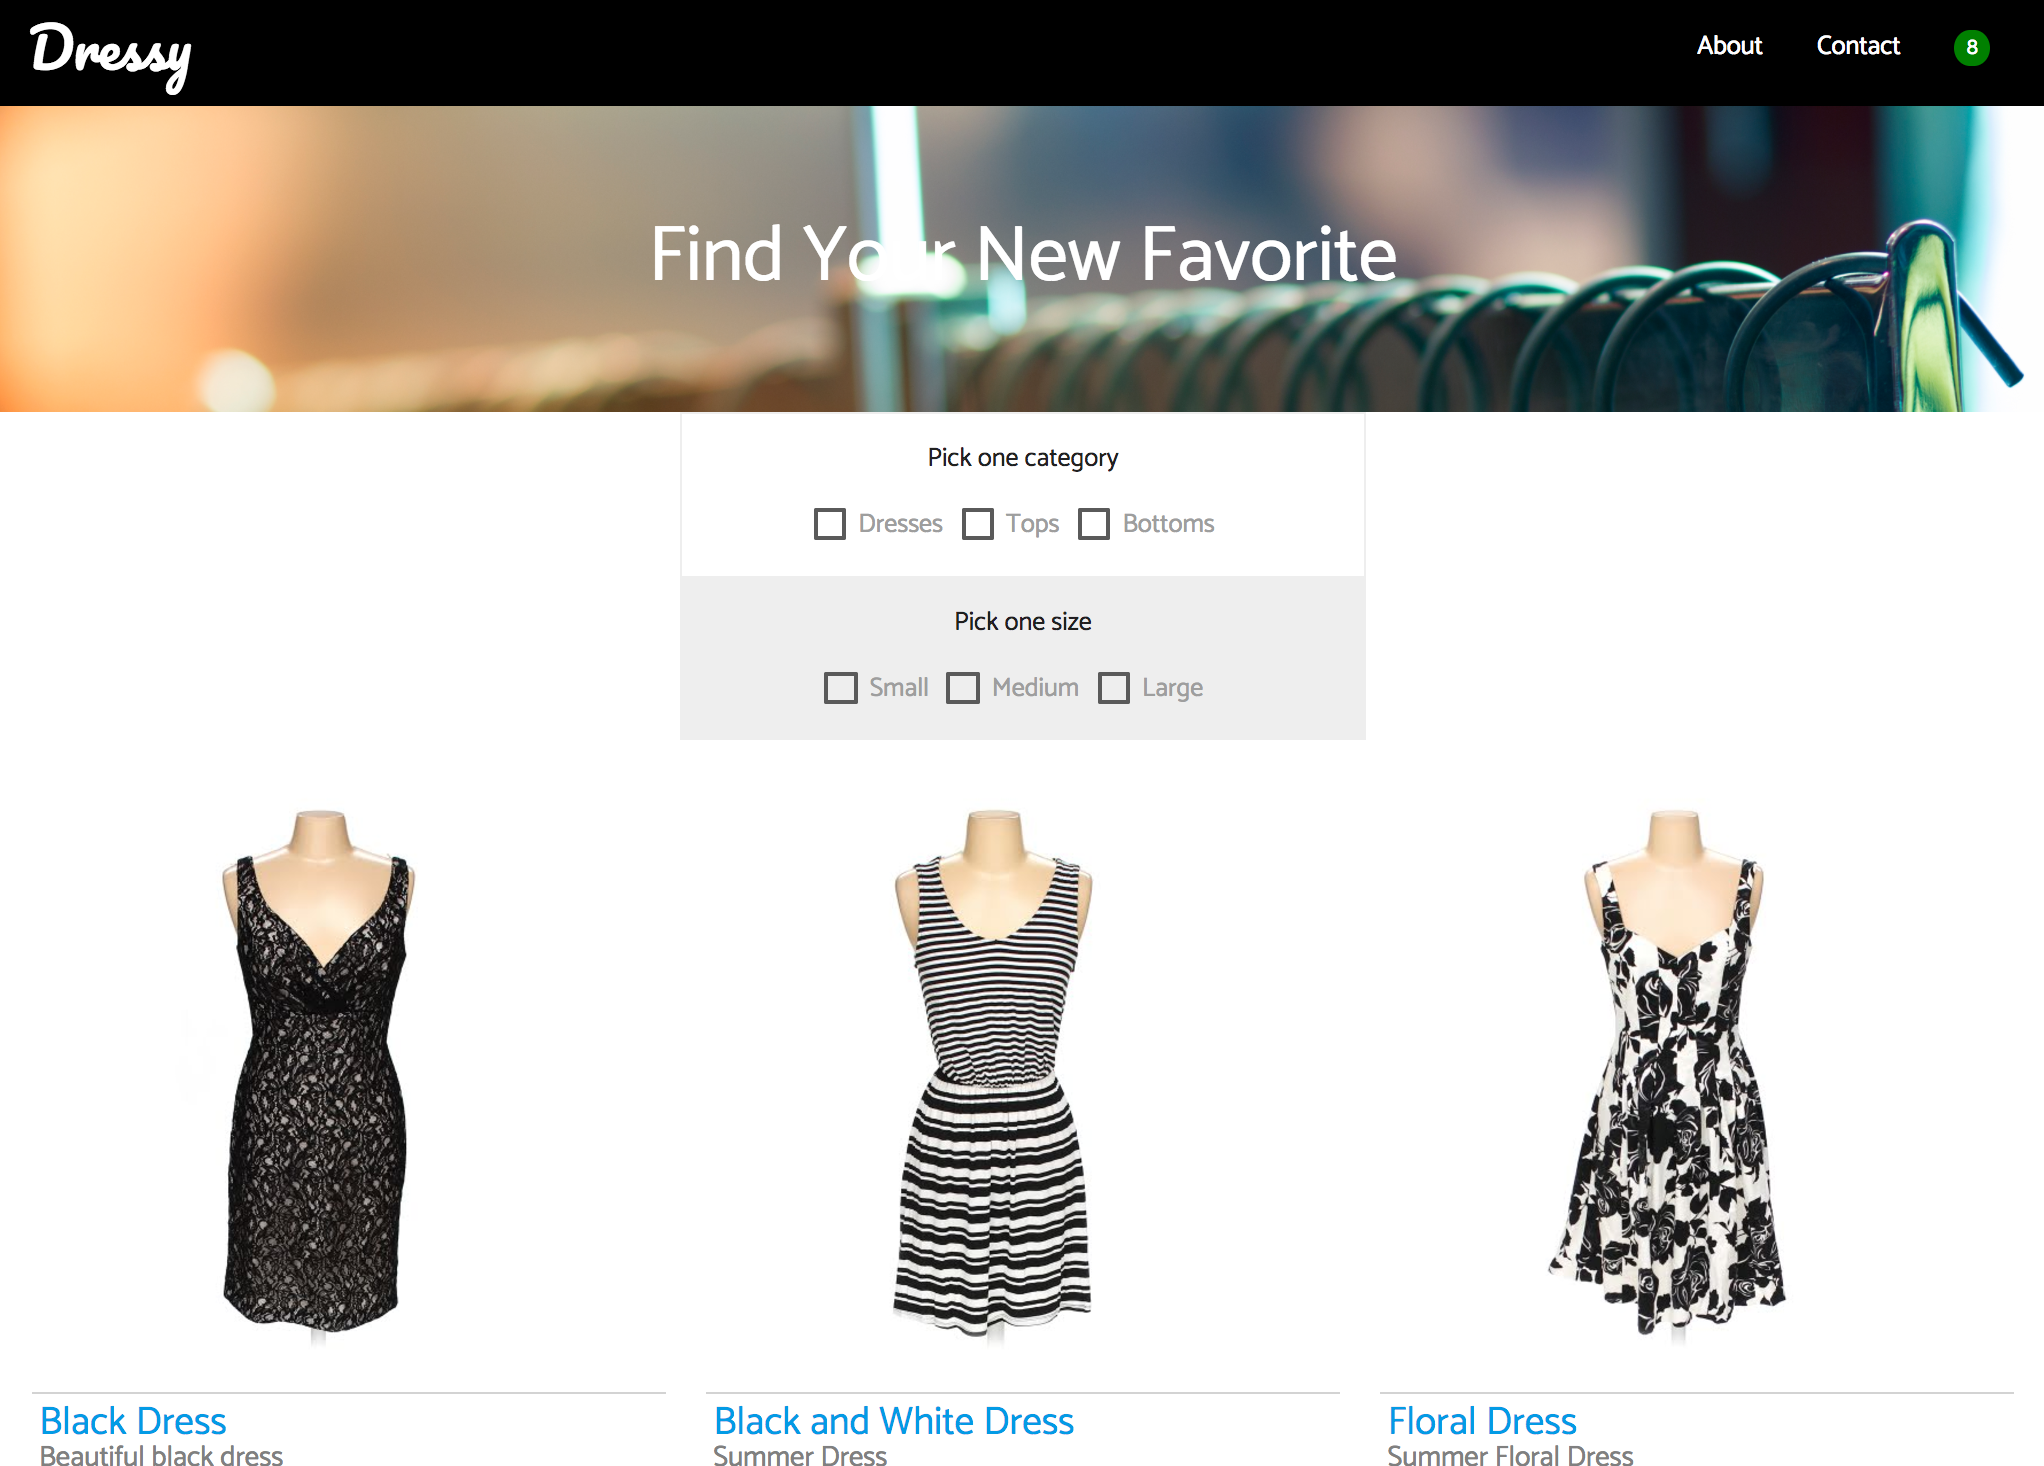 Dressy
About Contact 8
Find Your New Favorite
Pick one category
Dresses Tops Bottoms
Pick one size
Small Medium Large
Black Dress
Beautiful black dress
Black and White Dress
Summer Dress
Floral Dress
Summer Floral Dress